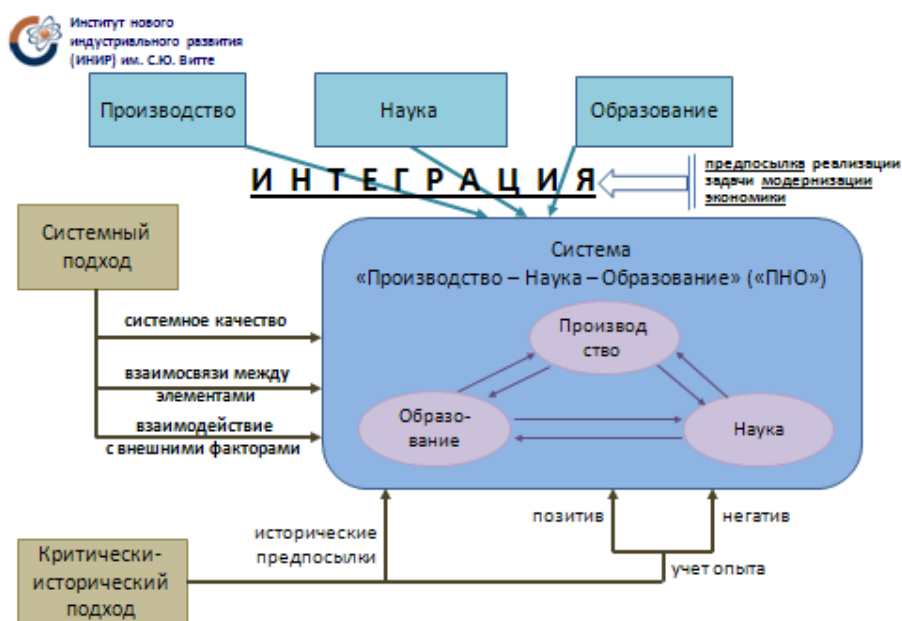 Институт нового
индустриального развития
(ИНИР) им. С.Ю. Витте
Производство
Наука
Образование
ИНТЕГРАЦИЯ
предпосылка реализации
задачи модернизации
экономики
Системный
подход
Система
«Производство – Наука – Образование» («ПНО»)
системное качество
Производ
ство
взаимосвязи между
элементами
Образо-
вание
Наука
взаимодействие
с внешними факторами
исторические
предпосылки
позитив
негатив
учет опыта
Критически-
исторический
подход